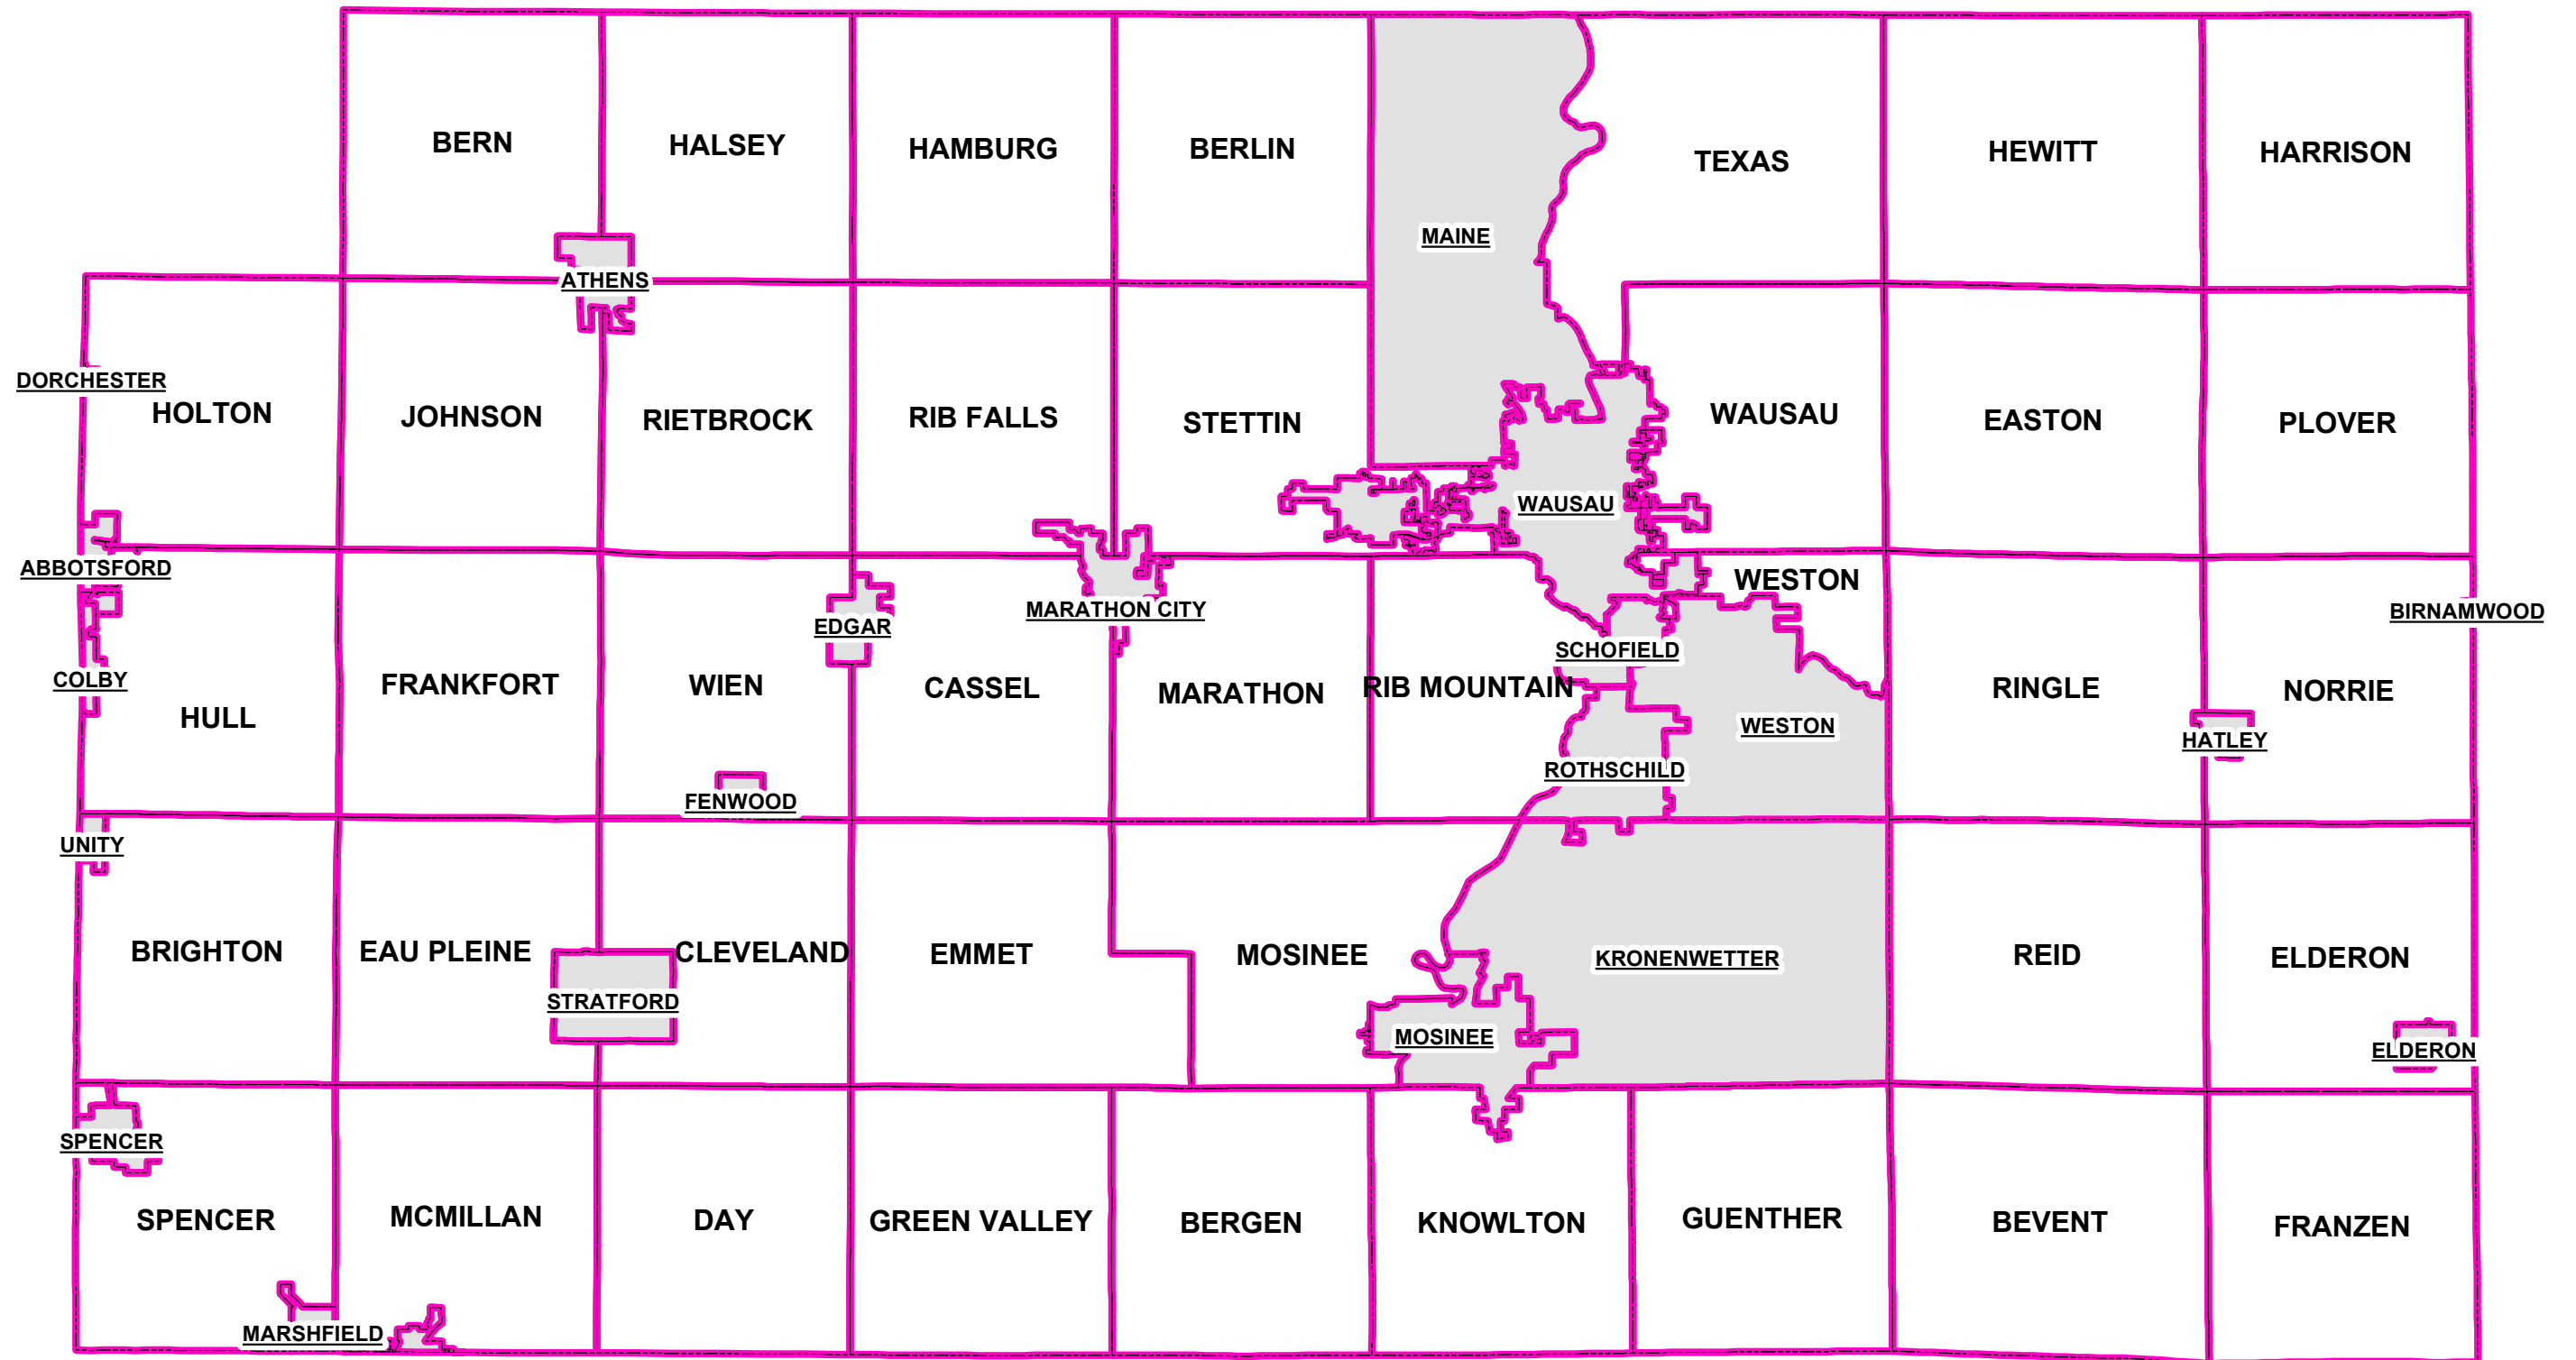 BERN
HALSEY
HAMBURG
BERLIN
TEXAS
HEWITT
HARRISON
MAINE
ATHENS
DORCHESTER
HOLTON
JOHNSON
RIETBROCK
RIB FALLS
STETTIN
WAUSAU
EASTON
PLOVER
WAUSAU
ABBOTSFORD
WESTON
MARATHON CITY
BIRNAMWOOD
EDGAR
SCHOFIELD
COLBY
FRANKFORT
WIEN
CASSEL
MARATHON
RIB MOUNTAIN
RINGLE
NORRIE
HULL
WESTON
HATLEY
ROTHSCHILD
FENWOOD
UNITY
BRIGHTON
EAU PLEINE
CLEVELAND
EMMET
MOSINEE
KRONENWETTER
REID
ELDERON
STRATFORD
MOSINEE
ELDERON
SPENCER
SPENCER
MCMILLAN
DAY
GREEN VALLEY
BERGEN
KNOWLTON
GUENTHER
BEVENT
FRANZEN
MARSHFIELD